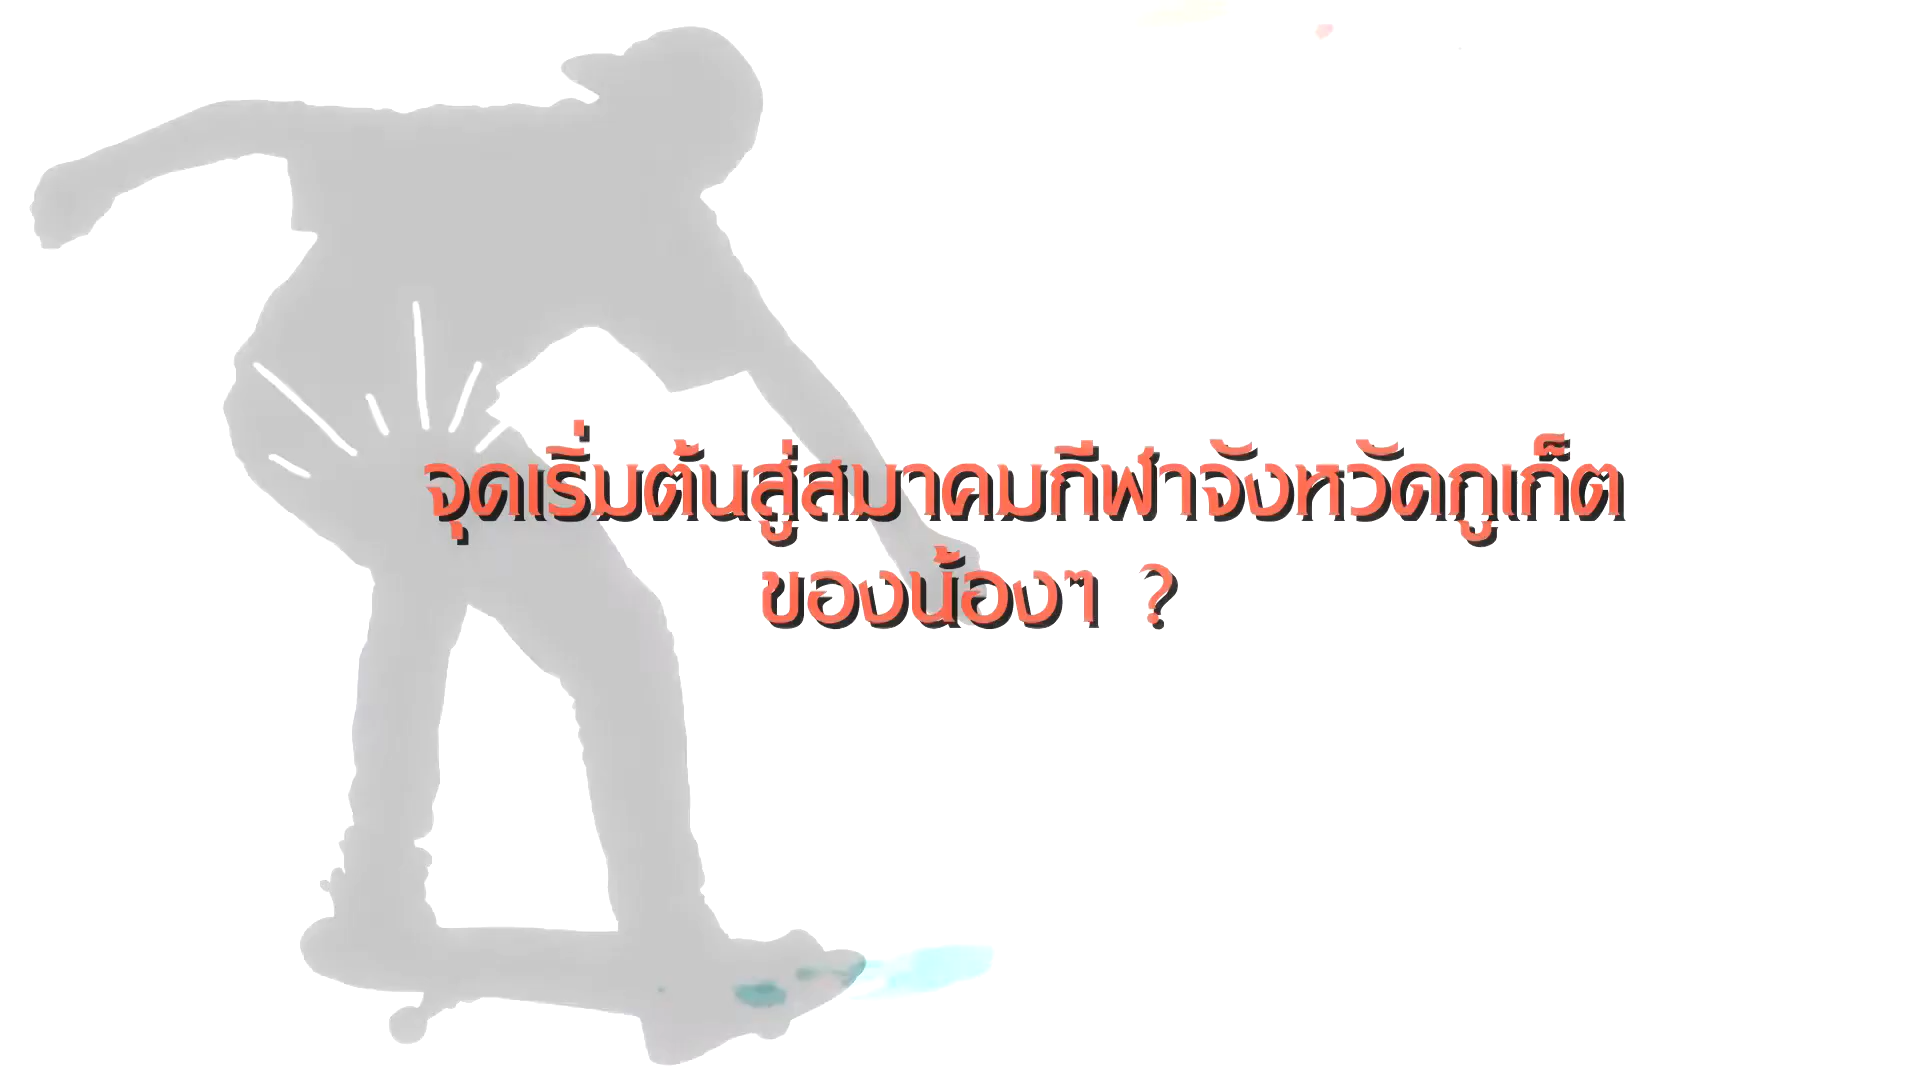 จุดเริ่มต้นสู่สมาคมกีฬาจังหวัดภูเก็ต
ของน้องๆ ?